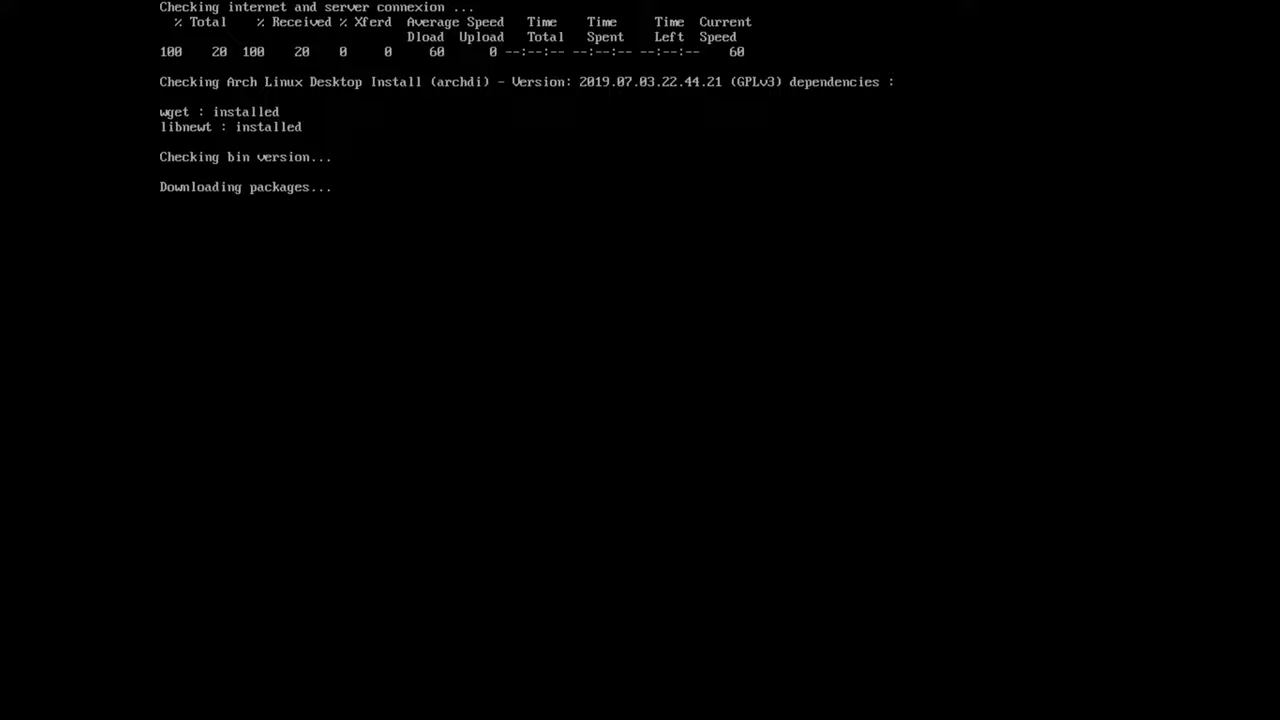 Checking internet and server connexion ...
% Total % Received % Xferd Average Speed Time Time Time Current
Dload Upload Total Spent Left Speed
100 20 100 20 0 0 60 0 --:--:-- --:--:-- --:--:-- 60
Checking Arch Linux Desktop Install (archdi) - Version: 2019.07.03.22.44.21 (GPLv3) dependencies :
wget : installed
libnewt : installed
Checking bin version...
Downloading packages...